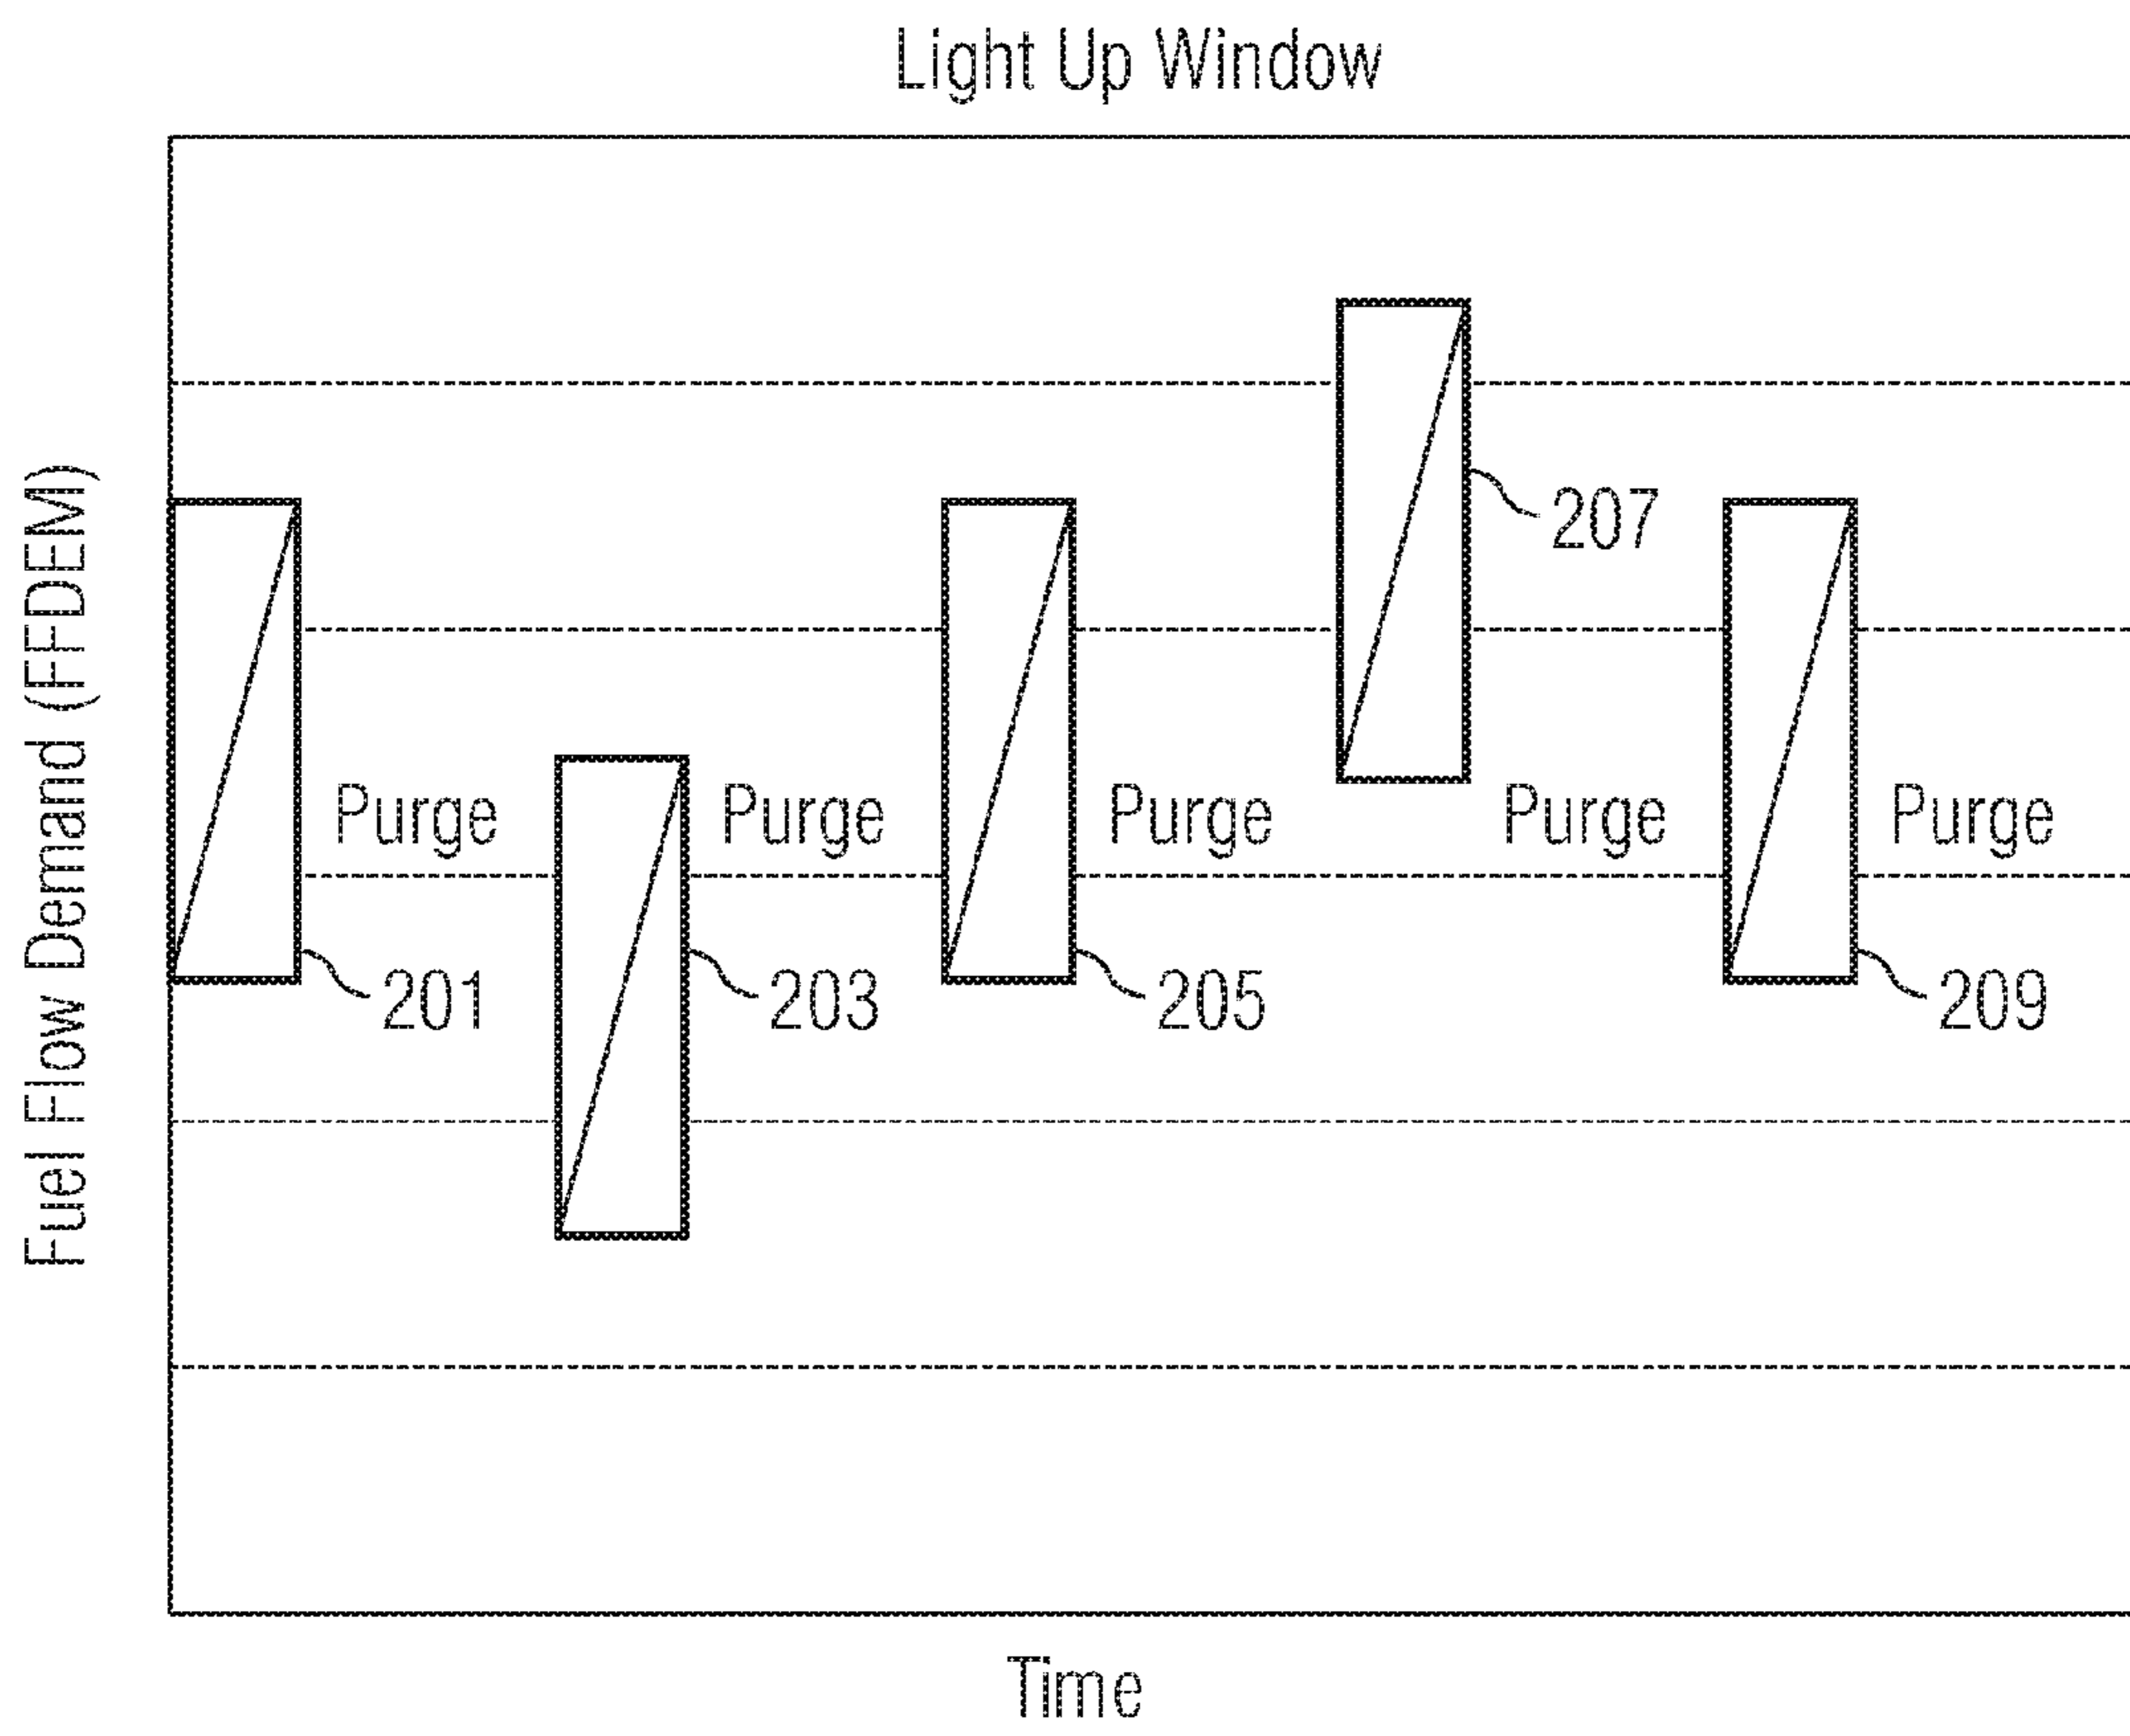 Light Up Window
Fuel Flow Demand (FFDEM)
207
Purge
Purge
Purge
Purge
Purge
201
203
205
209
Time